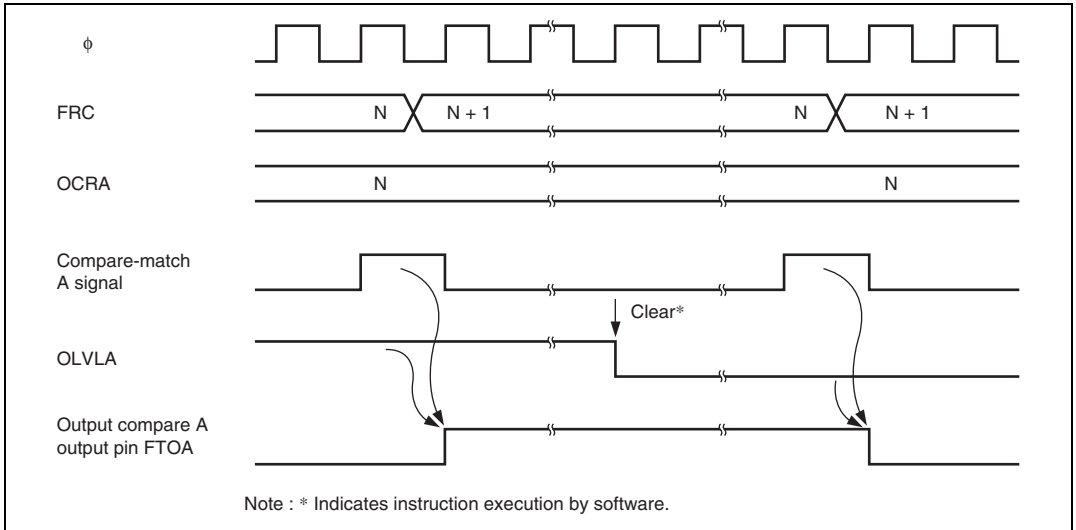 ϕ
FRC
N
N + 1
N
N + 1
OCRA
N
N
Compare-match
A signal
Clear*
OLVLA
Output compare A
output pin FTOA
Note : * Indicates instruction execution by software.